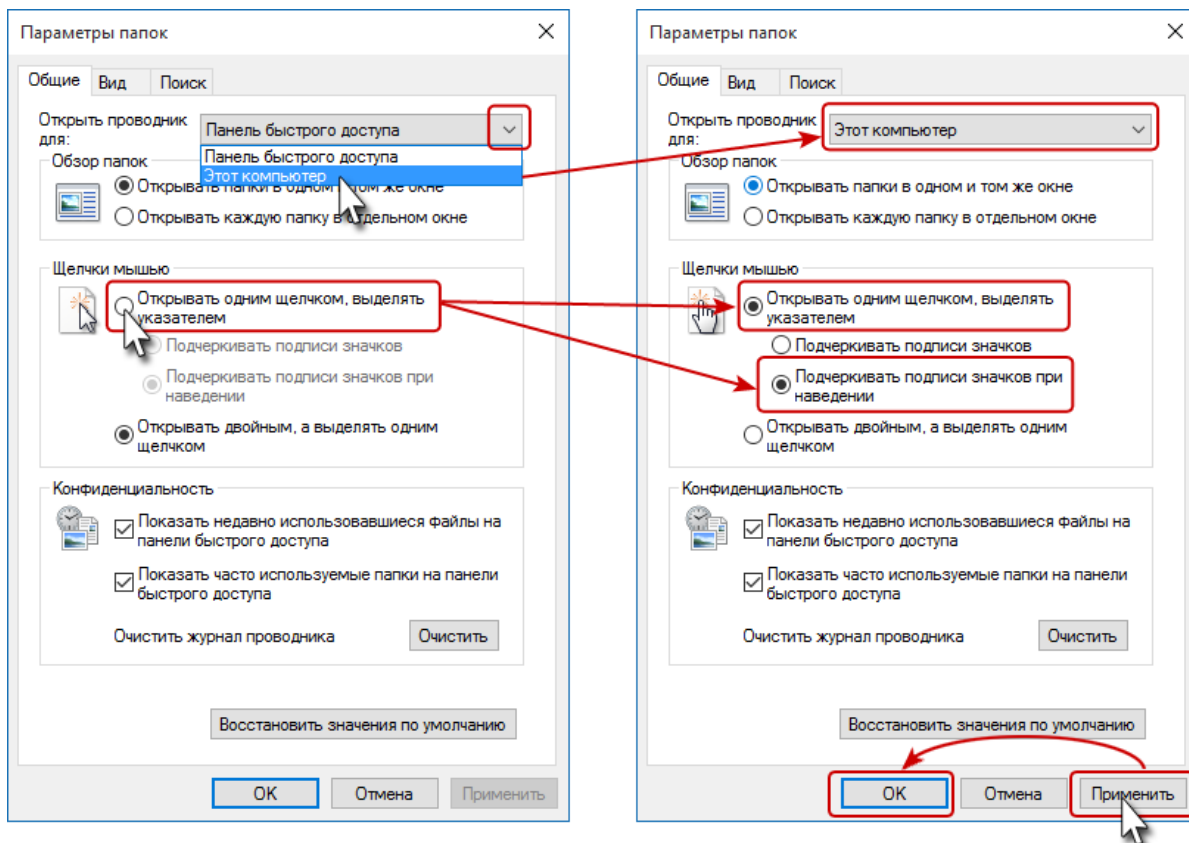 Параметры папок
Общие Вид Поиск
Открыть проводник
для:
Панель быстрого доступа
Панель быстрого доступа
Этот компьютер
Обзор папок
Открывать папки в одном и том же окне
Открывать каждую папку в отдельном окне
Щелчки мышью
Открывать одним щелчком, выделять
указателем
Подчеркивать подписи значков
Подчеркивать подписи значков при
наведении
Открывать двойным, а выделять одним
щелчком
Конфиденциальность
Показать недавно использовавшиеся файлы на
панели быстрого доступа
Показать часто используемые папки на панели
быстрого доступа
Очистить журнал проводника Очистить
Восстановить значения по умолчанию
OK Отмена Применить
Параметры папок
Общие Вид Поиск
Открыть проводник
для:
Этот компьютер
Обзор папок
Открывать папки в одном и том же окне
Открывать каждую папку в отдельном окне
Щелчки мышью
Открывать одним щелчком, выделять
указателем
Подчеркивать подписи значков
Подчеркивать подписи значков при
наведении
Открывать двойным, а выделять одним
щелчком
Конфиденциальность
Показать недавно использовавшиеся файлы на
панели быстрого доступа
Показать часто используемые папки на панели
быстрого доступа
Очистить журнал проводника Очистить
Восстановить значения по умолчанию
OK Отмена Применить